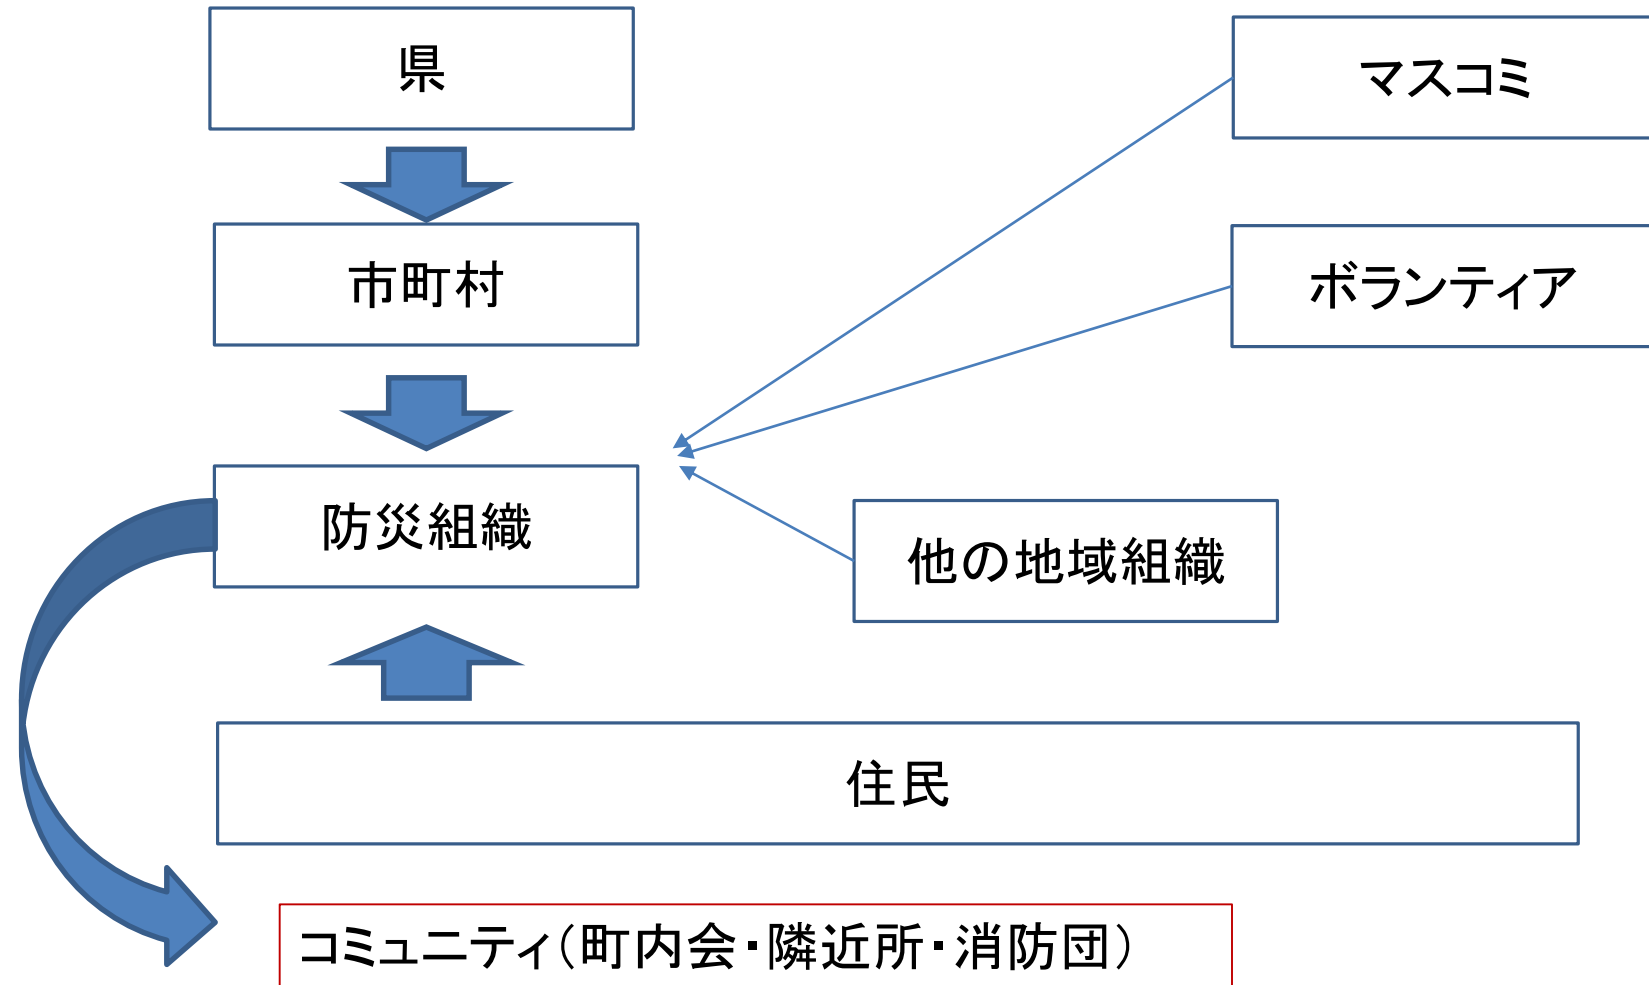 県
マスコミ
市町村
ボランティア
防災組織
他の地域組織
住民
コミュニティ（町内会・隣近所・消防団）